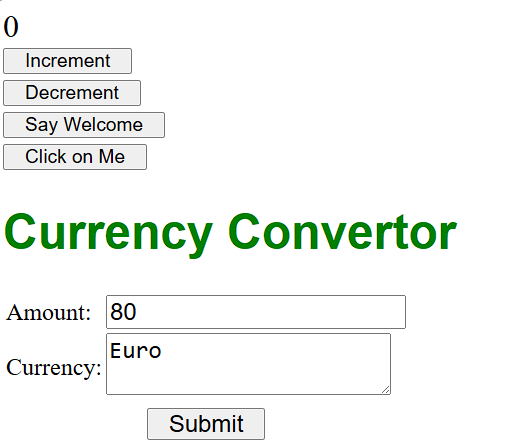 0
Increment
Decrement
Say Welcome
Click on Me
Currency Convertor
Amount: 80
Currency: Euro
Submit